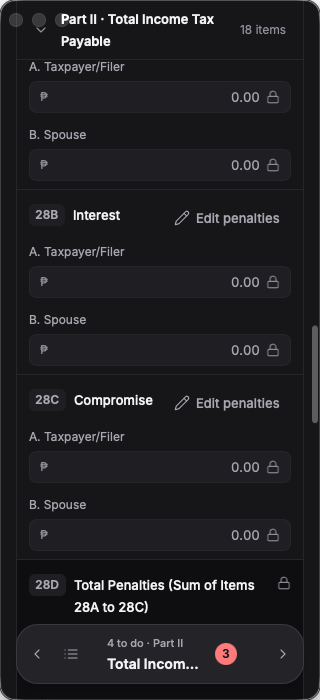 Part II · Total Income Tax
Payable
18 items
A. Taxpayer/Filer
₱ 0.00
B. Spouse
₱ 0.00
28B Interest Edit penalties
A. Taxpayer/Filer
₱ 0.00
B. Spouse
₱ 0.00
28C Compromise Edit penalties
A. Taxpayer/Filer
₱ 0.00
B. Spouse
₱ 0.00
28D Total Penalties (Sum of Items
28A to 28C)
4 to do · Part II
Total Incom...
3